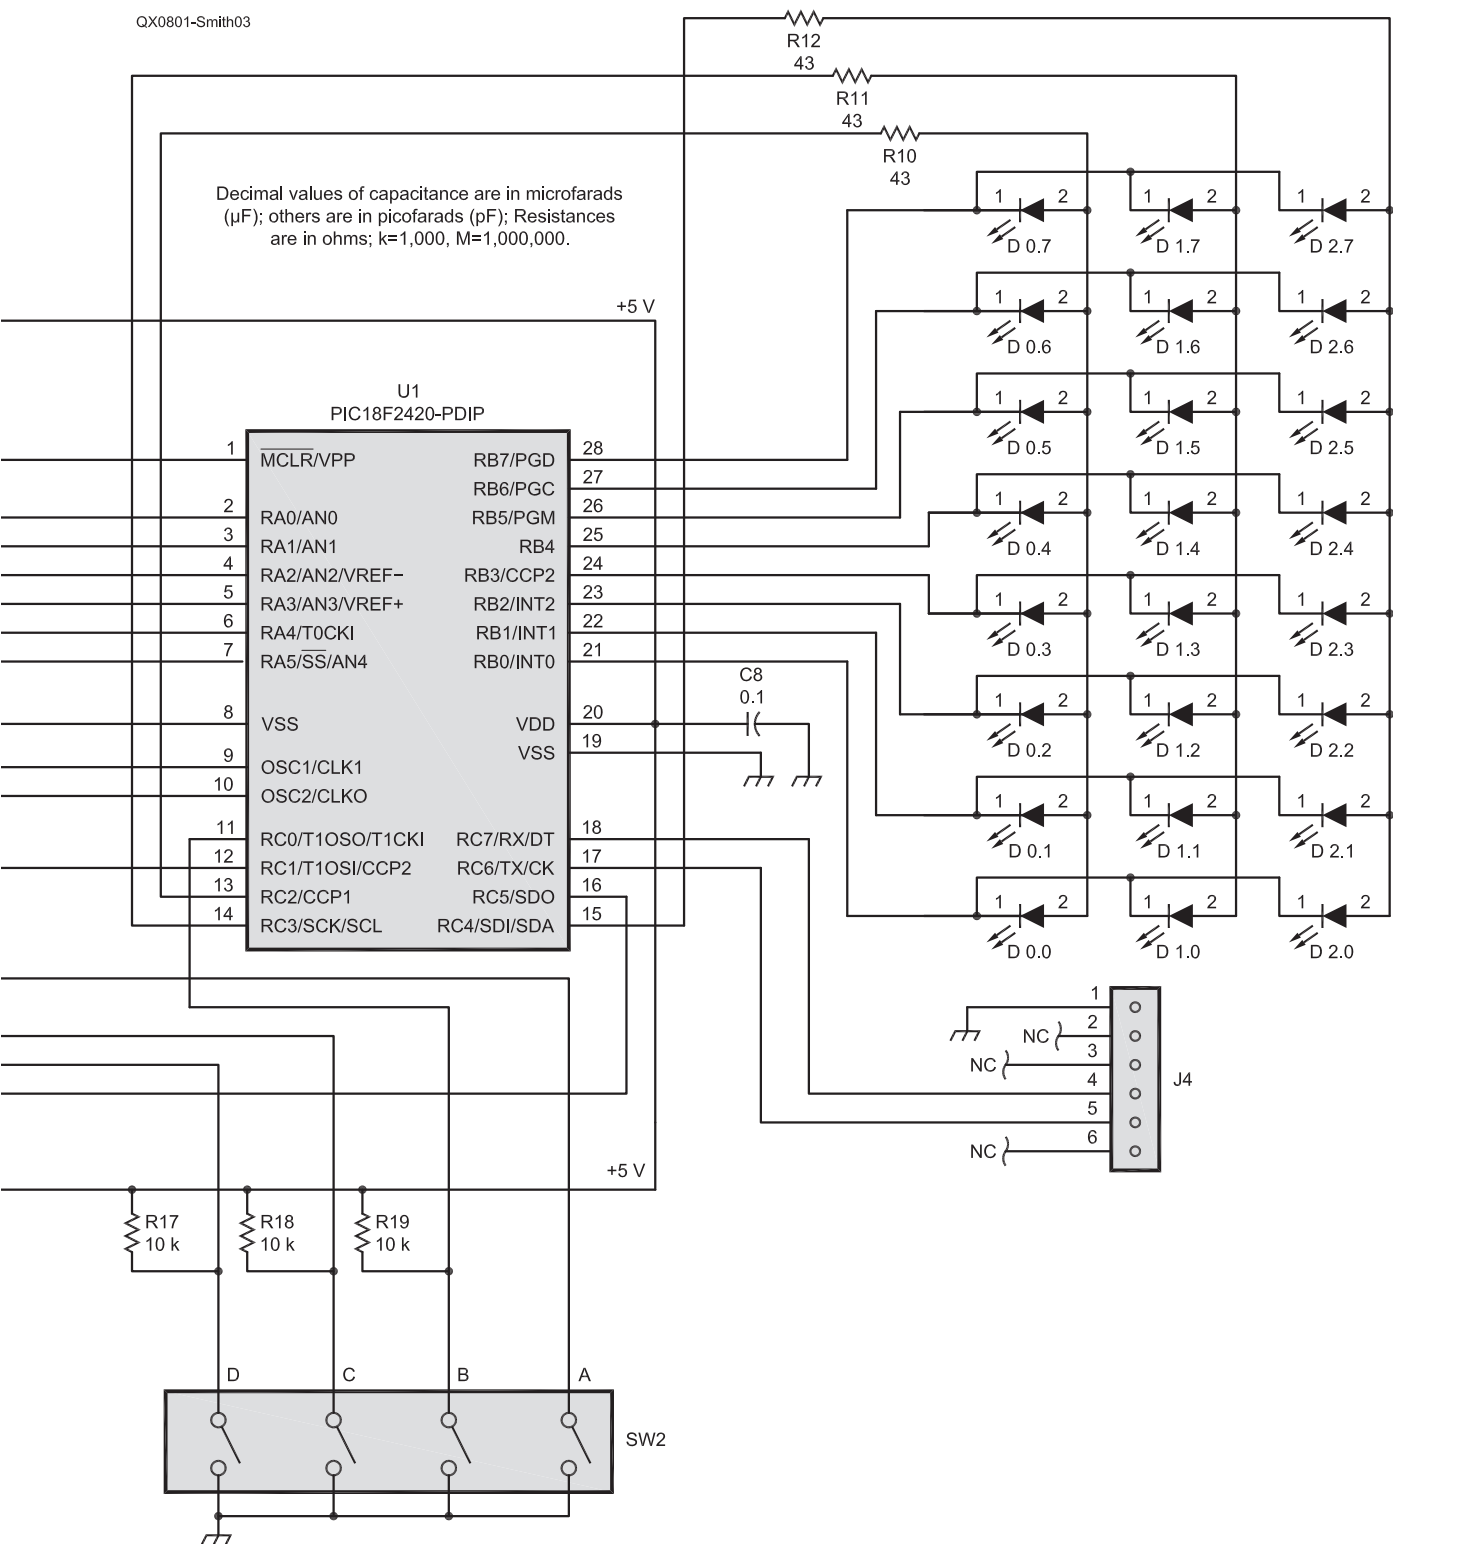 QX0801-Smith03
R12
43
R11
43
R10
43
Decimal values of capacitance are in microfarads
(µF); others are in picofarads (pF); Resistances
are in ohms; k=1,000, M=1,000,000.
1 2 1 2 1 2
D 0.7 D 1.7 D 2.7
+5 V
1 2 1 2 1 2
D 0.6 D 1.6 D 2.6
U1
PIC18F2420-PDIP
1 2 1 2 1 2
D 0.5 D 1.5 D 2.5
1 MCLR/VPP RB7/PGD 28
RB6/PGC 27
2 RA0/AN0 RB5/PGM 26
3 RA1/AN1 RB4 25
4 RA2/AN2/VREF− RB3/CCP2 24
5 RA3/AN3/VREF+ RB2/INT2 23
6 RA4/T0CKI RB1/INT1 22
7 RA5/SS/AN4 RB0/INT0 21
1 2 1 2 1 2
D 0.4 D 1.4 D 2.4
1 2 1 2 1 2
D 0.3 D 1.3 D 2.3
C8
0.1
8 VSS VDD 20
VSS 19
9 OSC1/CLK1
10 OSC2/CLKO
1 2 1 2 1 2
D 0.2 D 1.2 D 2.2
11 RC0/T1OSO/T1CKI RC7/RX/DT 18
12 RC1/T1OSI/CCP2 RC6/TX/CK 17
13 RC2/CCP1 RC5/SDO 16
14 RC3/SCK/SCL RC4/SDI/SDA 15
1 2 1 2 1 2
D 0.1 D 1.1 D 2.1
1 2 1 2 1 2
D 0.0 D 1.0 D 2.0
1
NC 2
NC 3
4
J4
5
NC 6
+5 V
R17
10 k
R18
10 k
R19
10 k
D C B A
SW2